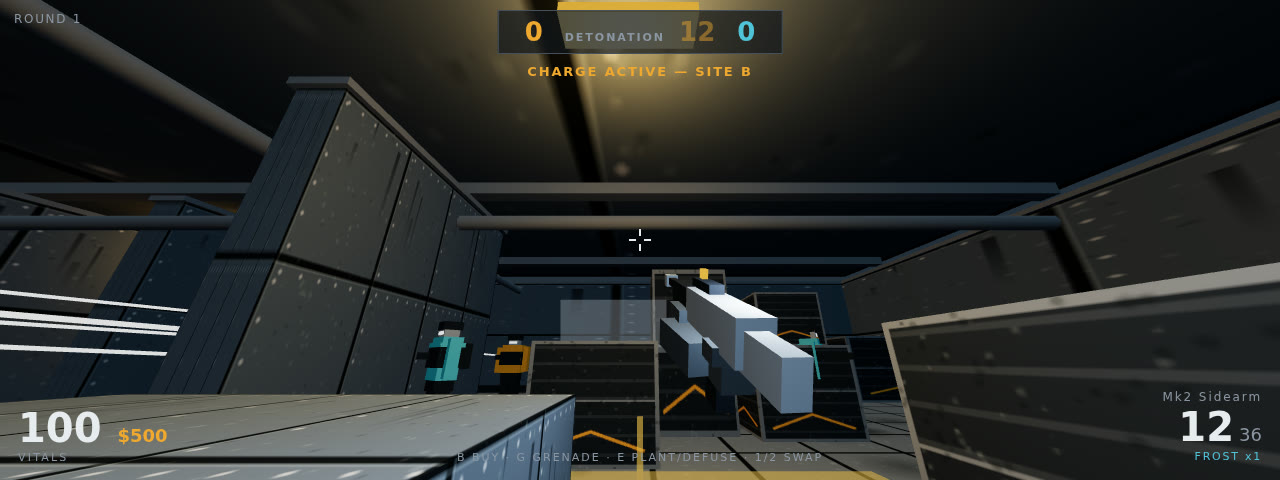 ROUND 1
0 DETONATION 12 0
CHARGE ACTIVE — SITE B
100 $500
VITALS
B BUY · G GRENADE · E PLANT/DEFUSE · 1/2 SWAP
Mk2 Sidearm
12 36
FROST x1